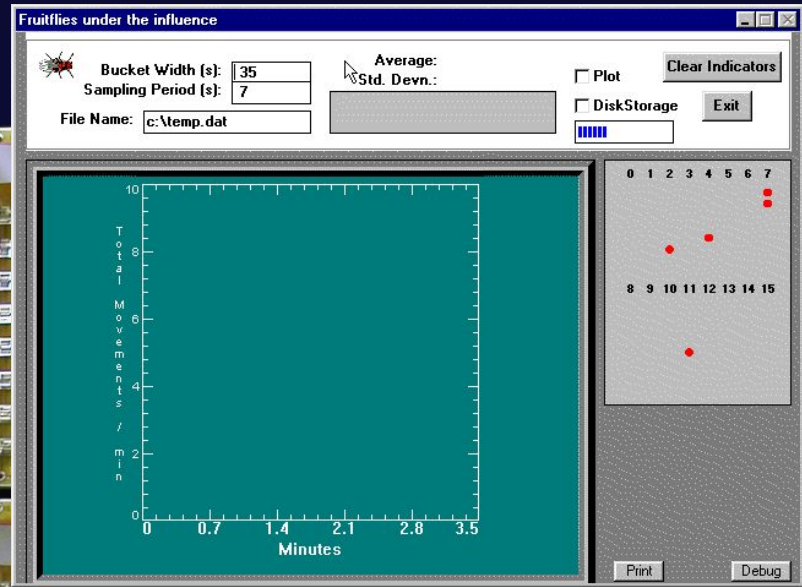 Fruitflies under the influence
Bucket Width (s): 35
Sampling Period (s): 7
File Name: c:\temp.dat
Average:
Std. Devn.:
Plot
DiskStorage
Clear Indicators
Exit
10
8
6
4
2
0
Total Movements / min
0 0.7 1.4 2.1 2.8 3.5
Minutes
0 1 2 3 4 5 6 7
8 9 10 11 12 13 14 15
Print
Debug